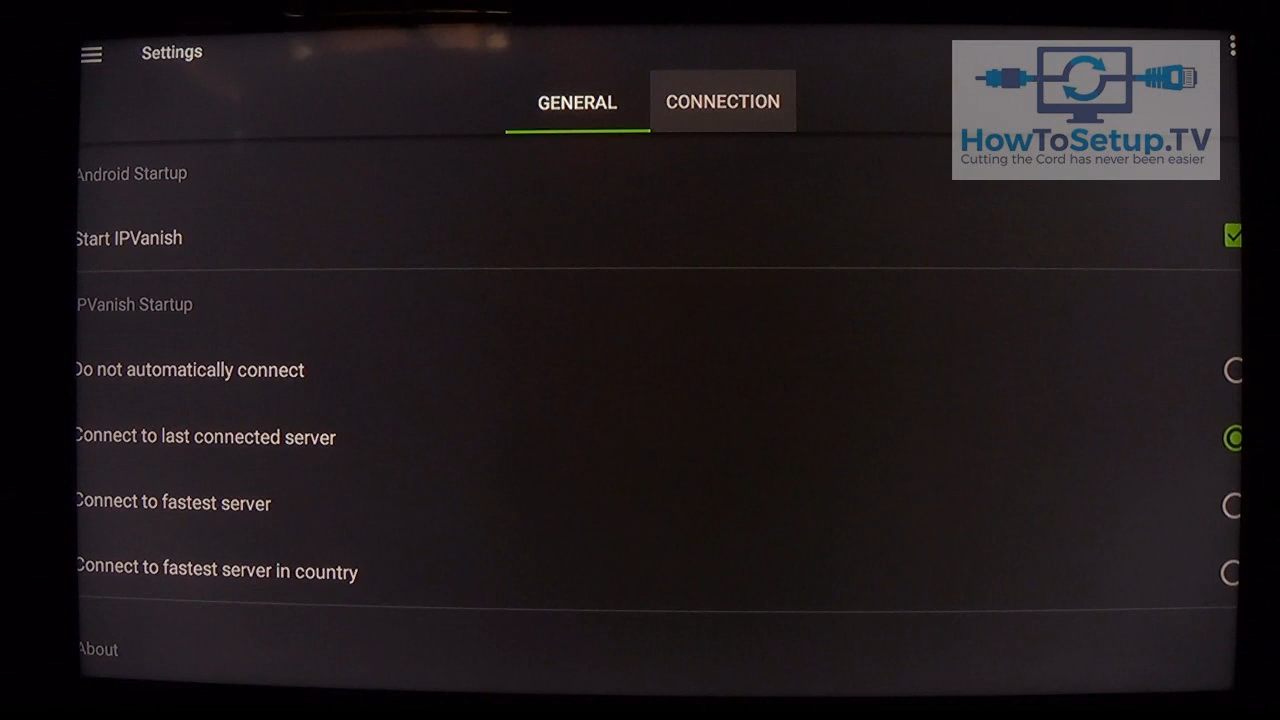 Settings
GENERAL
CONNECTION
HowToSetup.TV
Cutting the Cord has never been easier
Android Startup
Start IPVanish
IPVanish Startup
Do not automatically connect
Connect to last connected server
Connect to fastest server
Connect to fastest server in country
About